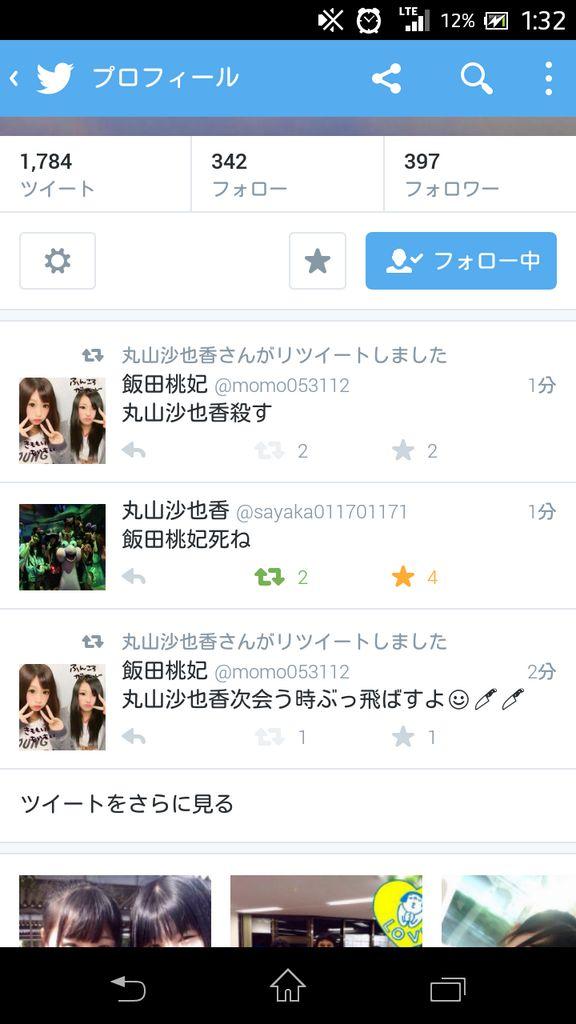 LTE 12% 1:32
プロフィール
1,784 342 397
ツイート フォロー フォロワー
フォロー中
丸山沙也香さんがリツイートしました
飯田桃妃 @momo053112 1分
丸山沙也香殺す
2 2
丸山沙也香 @sayaka011701171 1分
飯田桃妃死ね
2 4
丸山沙也香さんがリツイートしました
飯田桃妃 @momo053112 2分
丸山沙也香次会う時ぶっ飛ばすよ☺🔪🔪
1 1
ツイートをさらに見る
LOVE